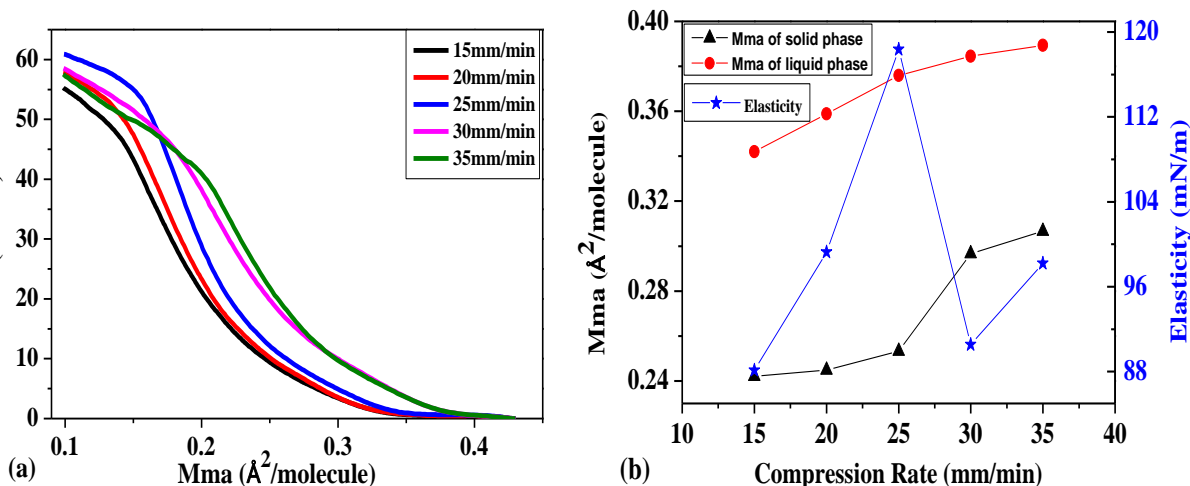 60
50
40
30
20
10
0
0.1 0.2 0.3 0.4
Mma (Å²/molecule)
(a)
15mm/min
20mm/min
25mm/min
30mm/min
35mm/min
0.40
0.36
0.32
0.28
0.24
Mma (Å²/molecule)
Mma of solid phase
Mma of liquid phase
Elasticity
120
112
104
96
88
Elasticity (mN/m)
10 15 20 25 30 35 40
Compression Rate (mm/min)
(b)